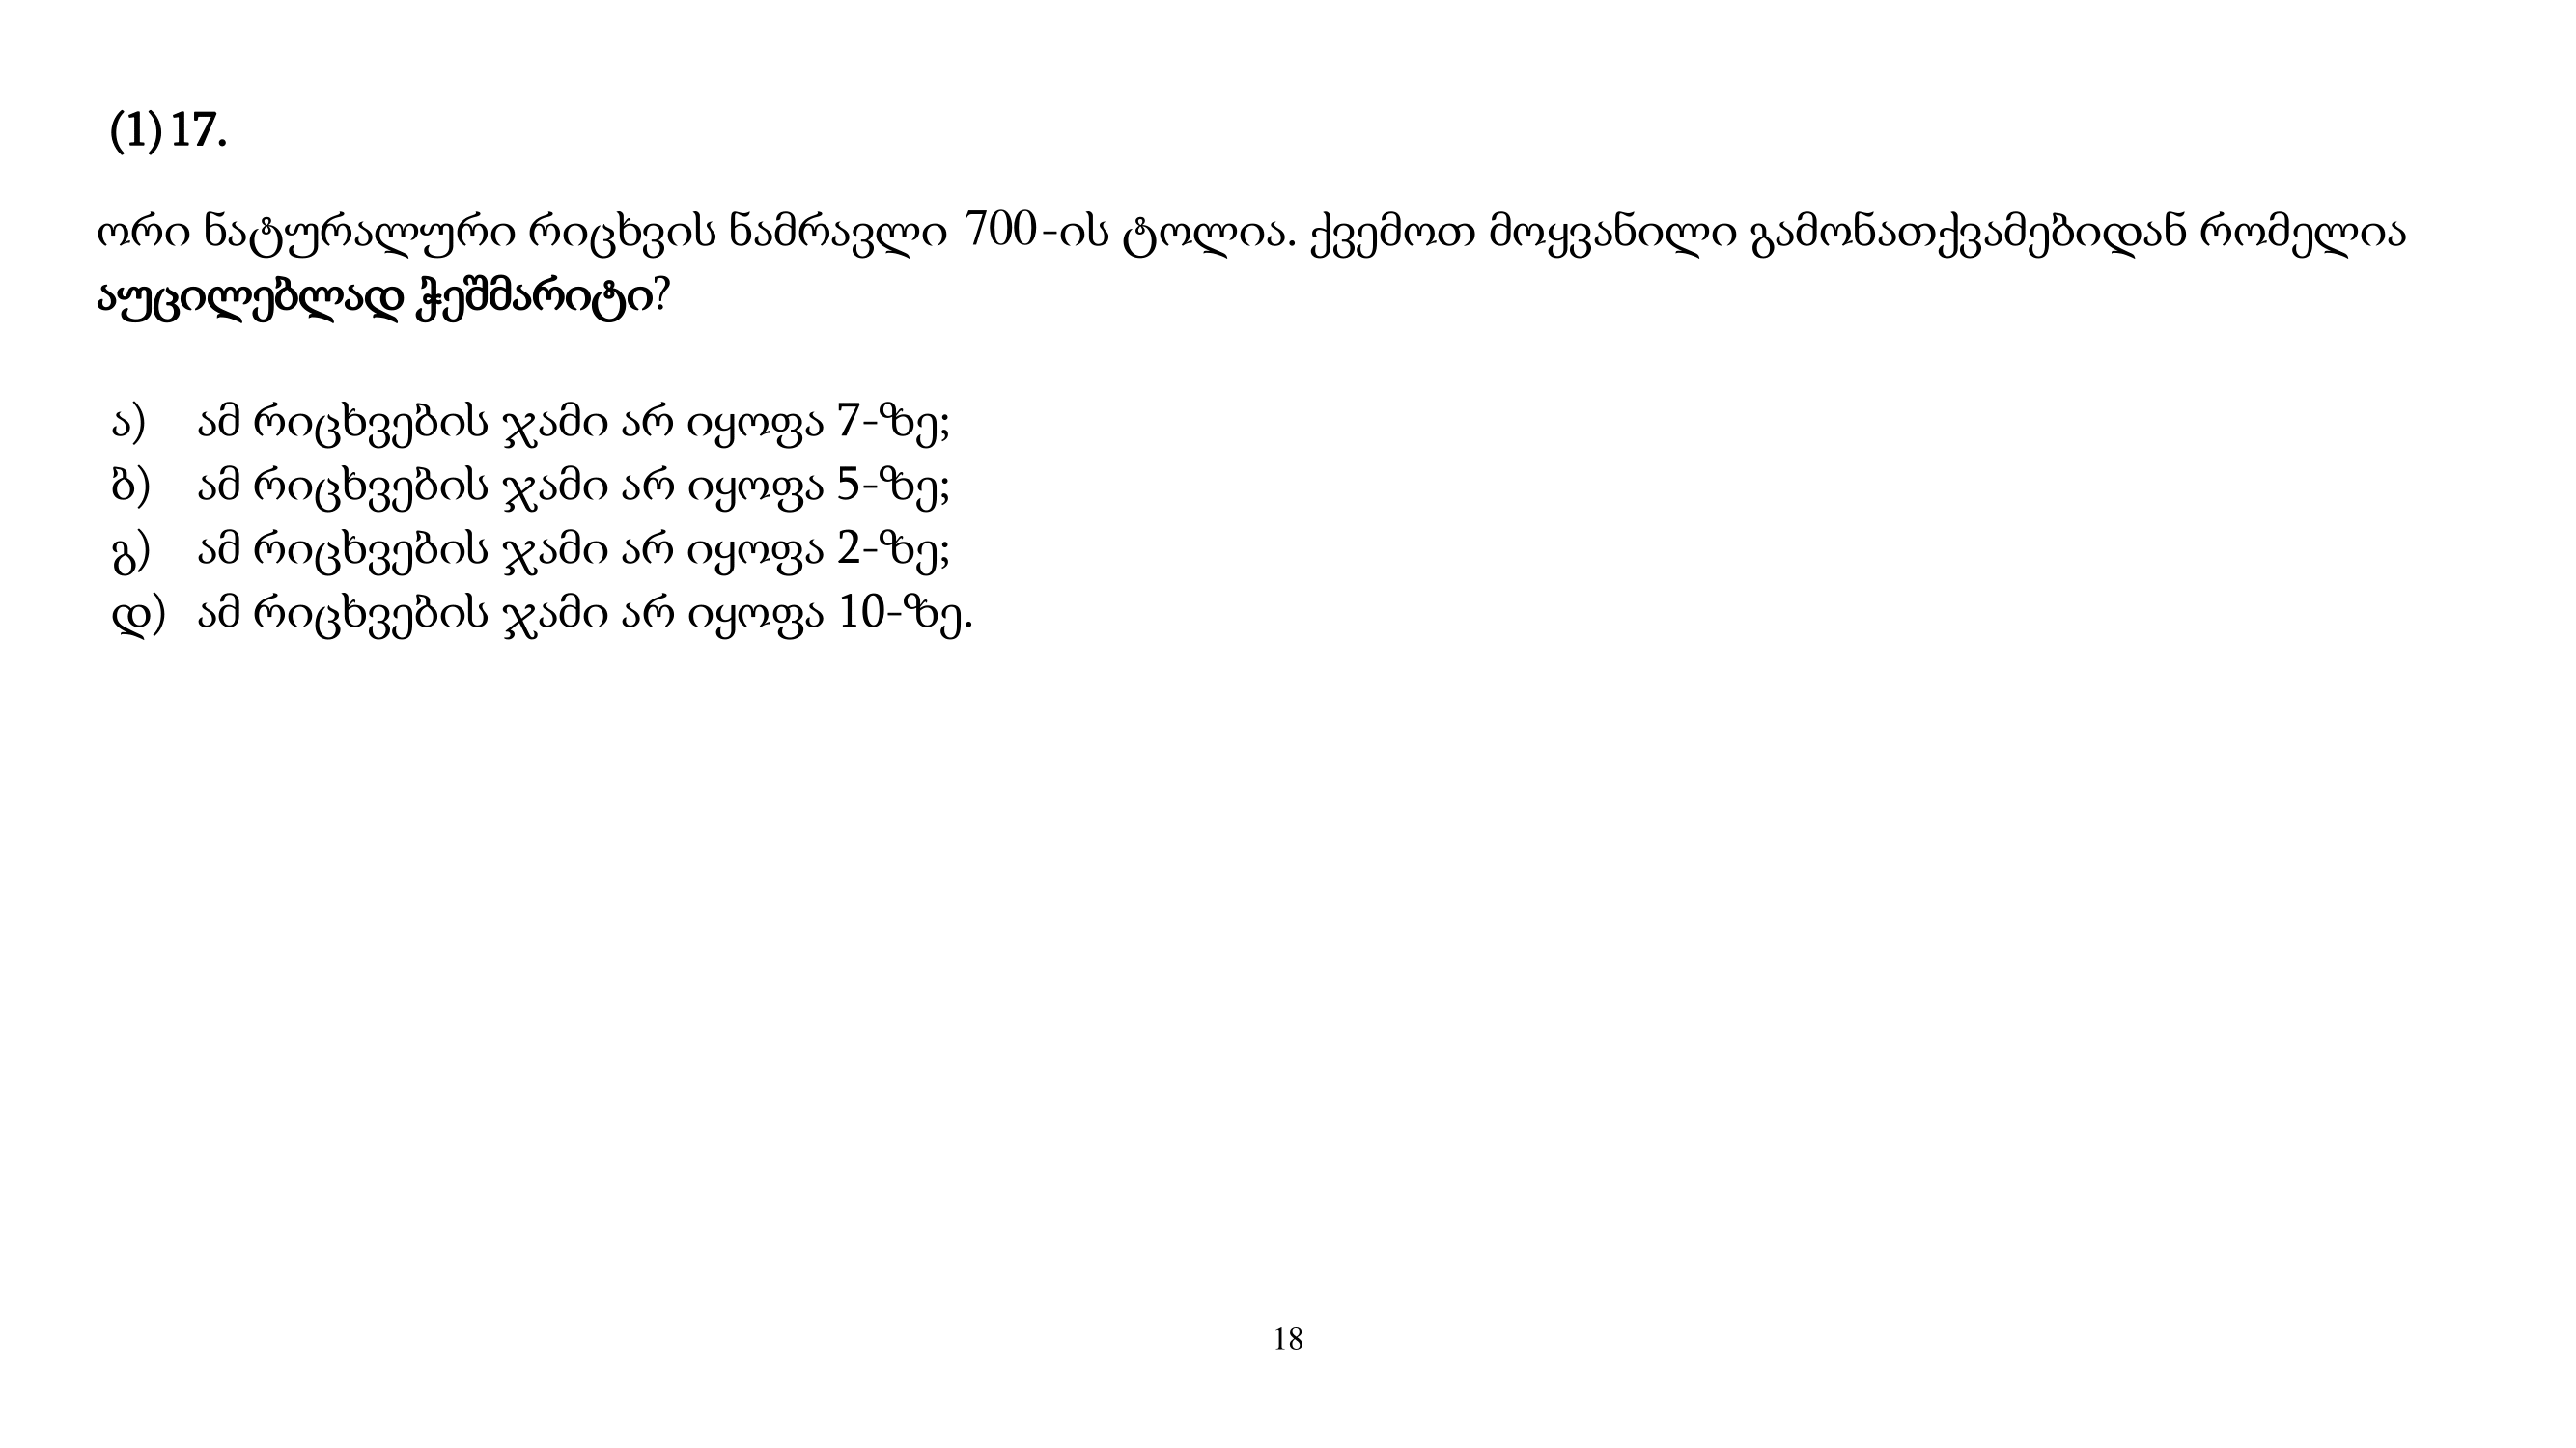 (1) 17.
ორი ნატურალური რიცხვის ნამრავლი 700-ის ტოლია. ქვემოთ მოყვანილი გამონათქვამებიდან რომელია
აუცილებლად ჭეშმარიტი?
ა) ამ რიცხვების ჯამი არ იყოფა 7-ზე;
ბ) ამ რიცხვების ჯამი არ იყოფა 5-ზე;
გ) ამ რიცხვების ჯამი არ იყოფა 2-ზე;
დ) ამ რიცხვების ჯამი არ იყოფა 10-ზე.
18